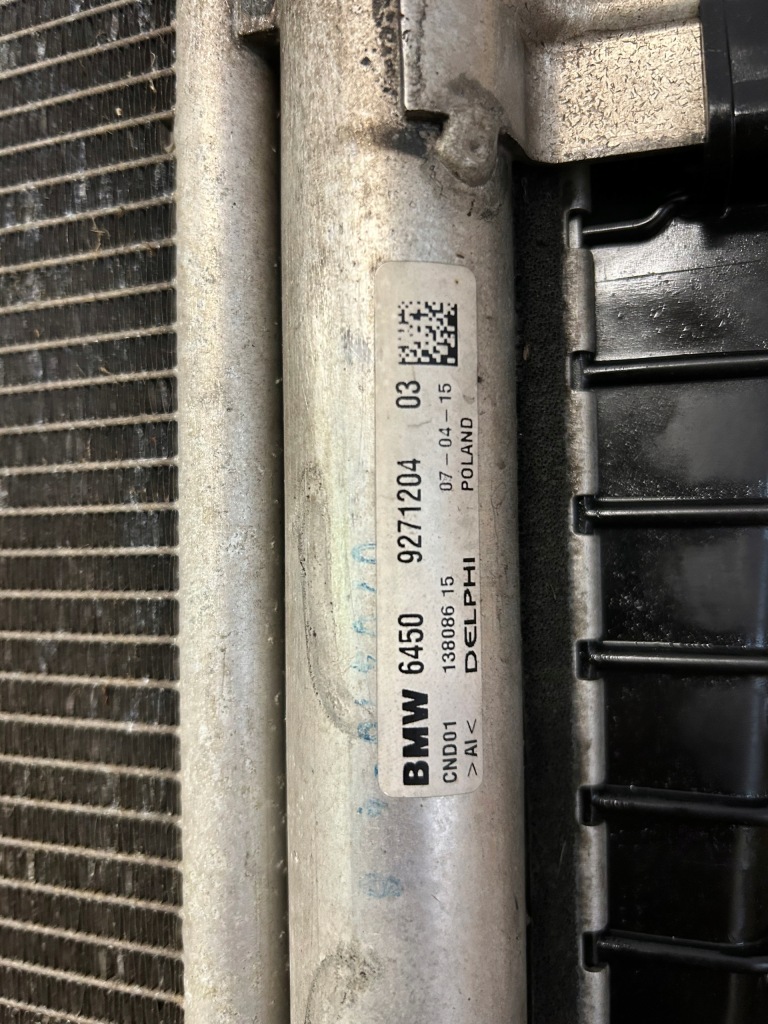 BMW 6450 9271204 03
CND01 138086 15 07-04-15
>AI< DELPHI POLAND